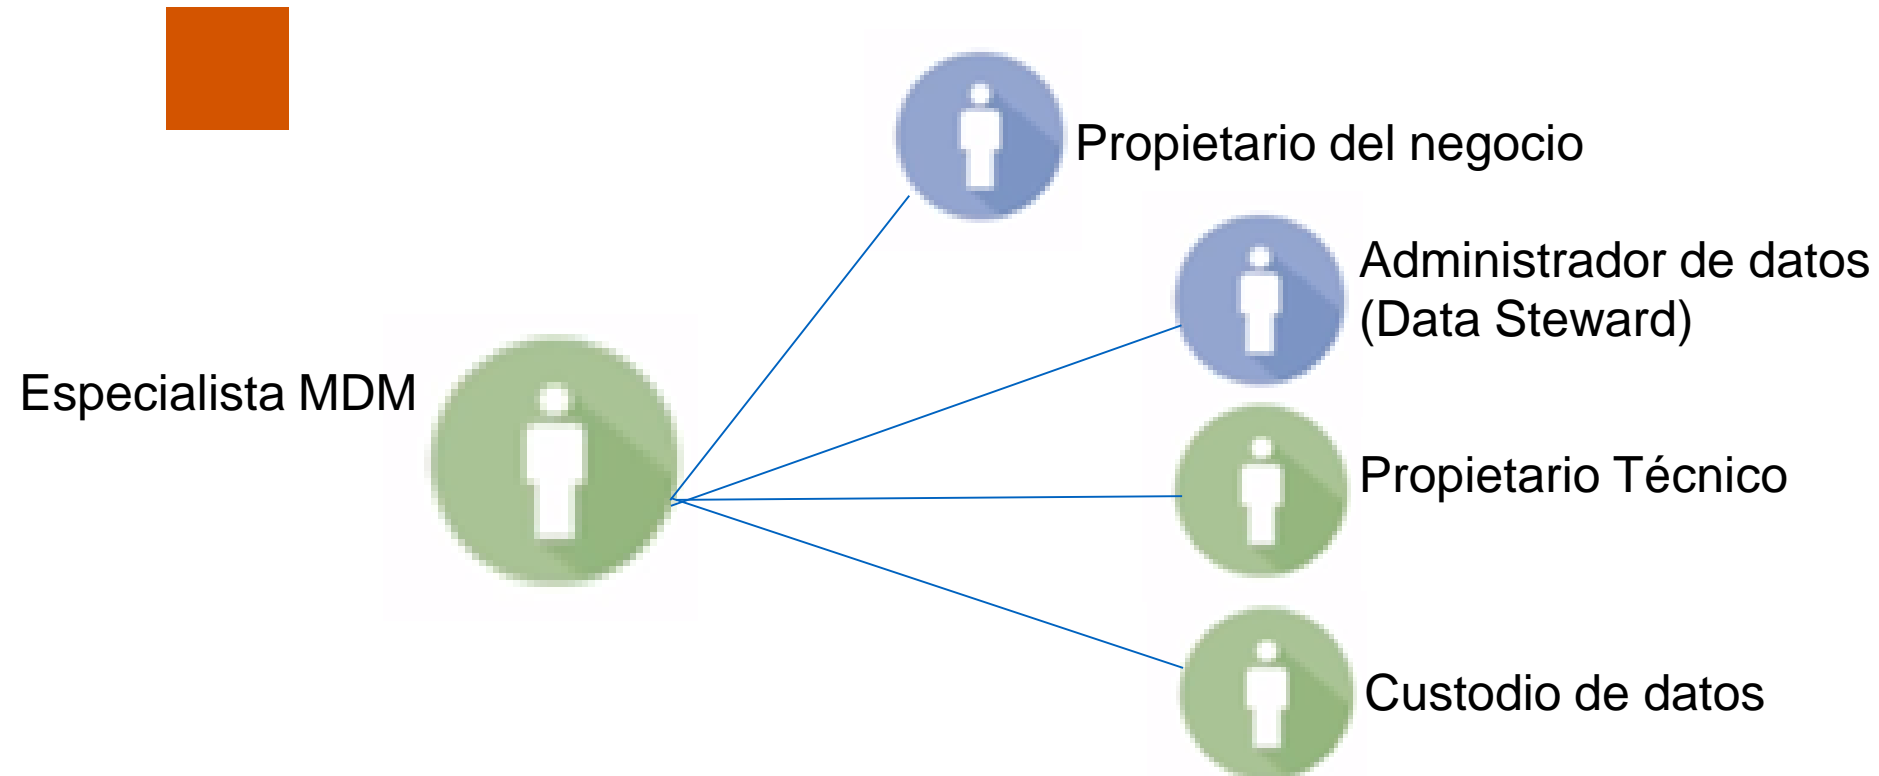 Propietario del negocio
Administrador de datos
(Data Steward)
Especialista MDM
Propietario Técnico
Custodio de datos